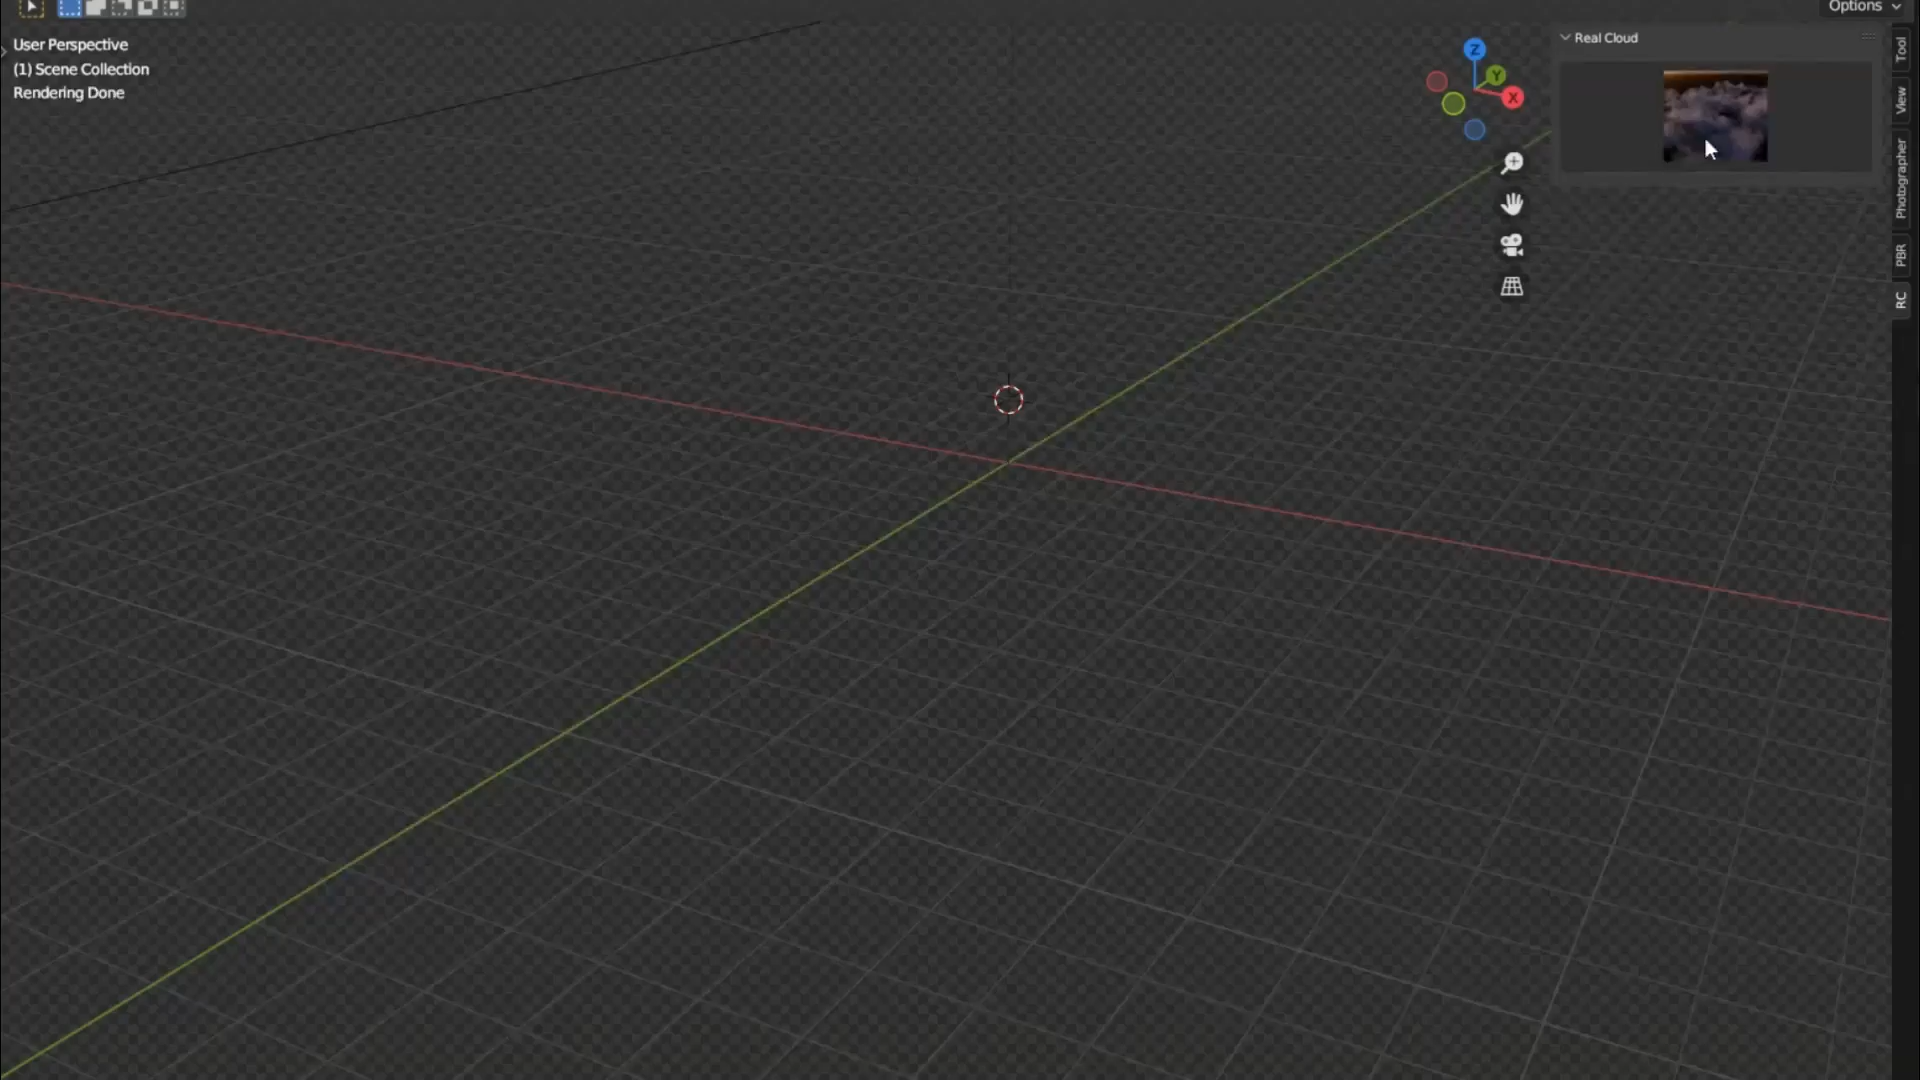 Options
User Perspective
(1) Scene Collection
Rendering Done
Real Cloud
Z
Y
X
Tool
View
Photographer
PBR
RC